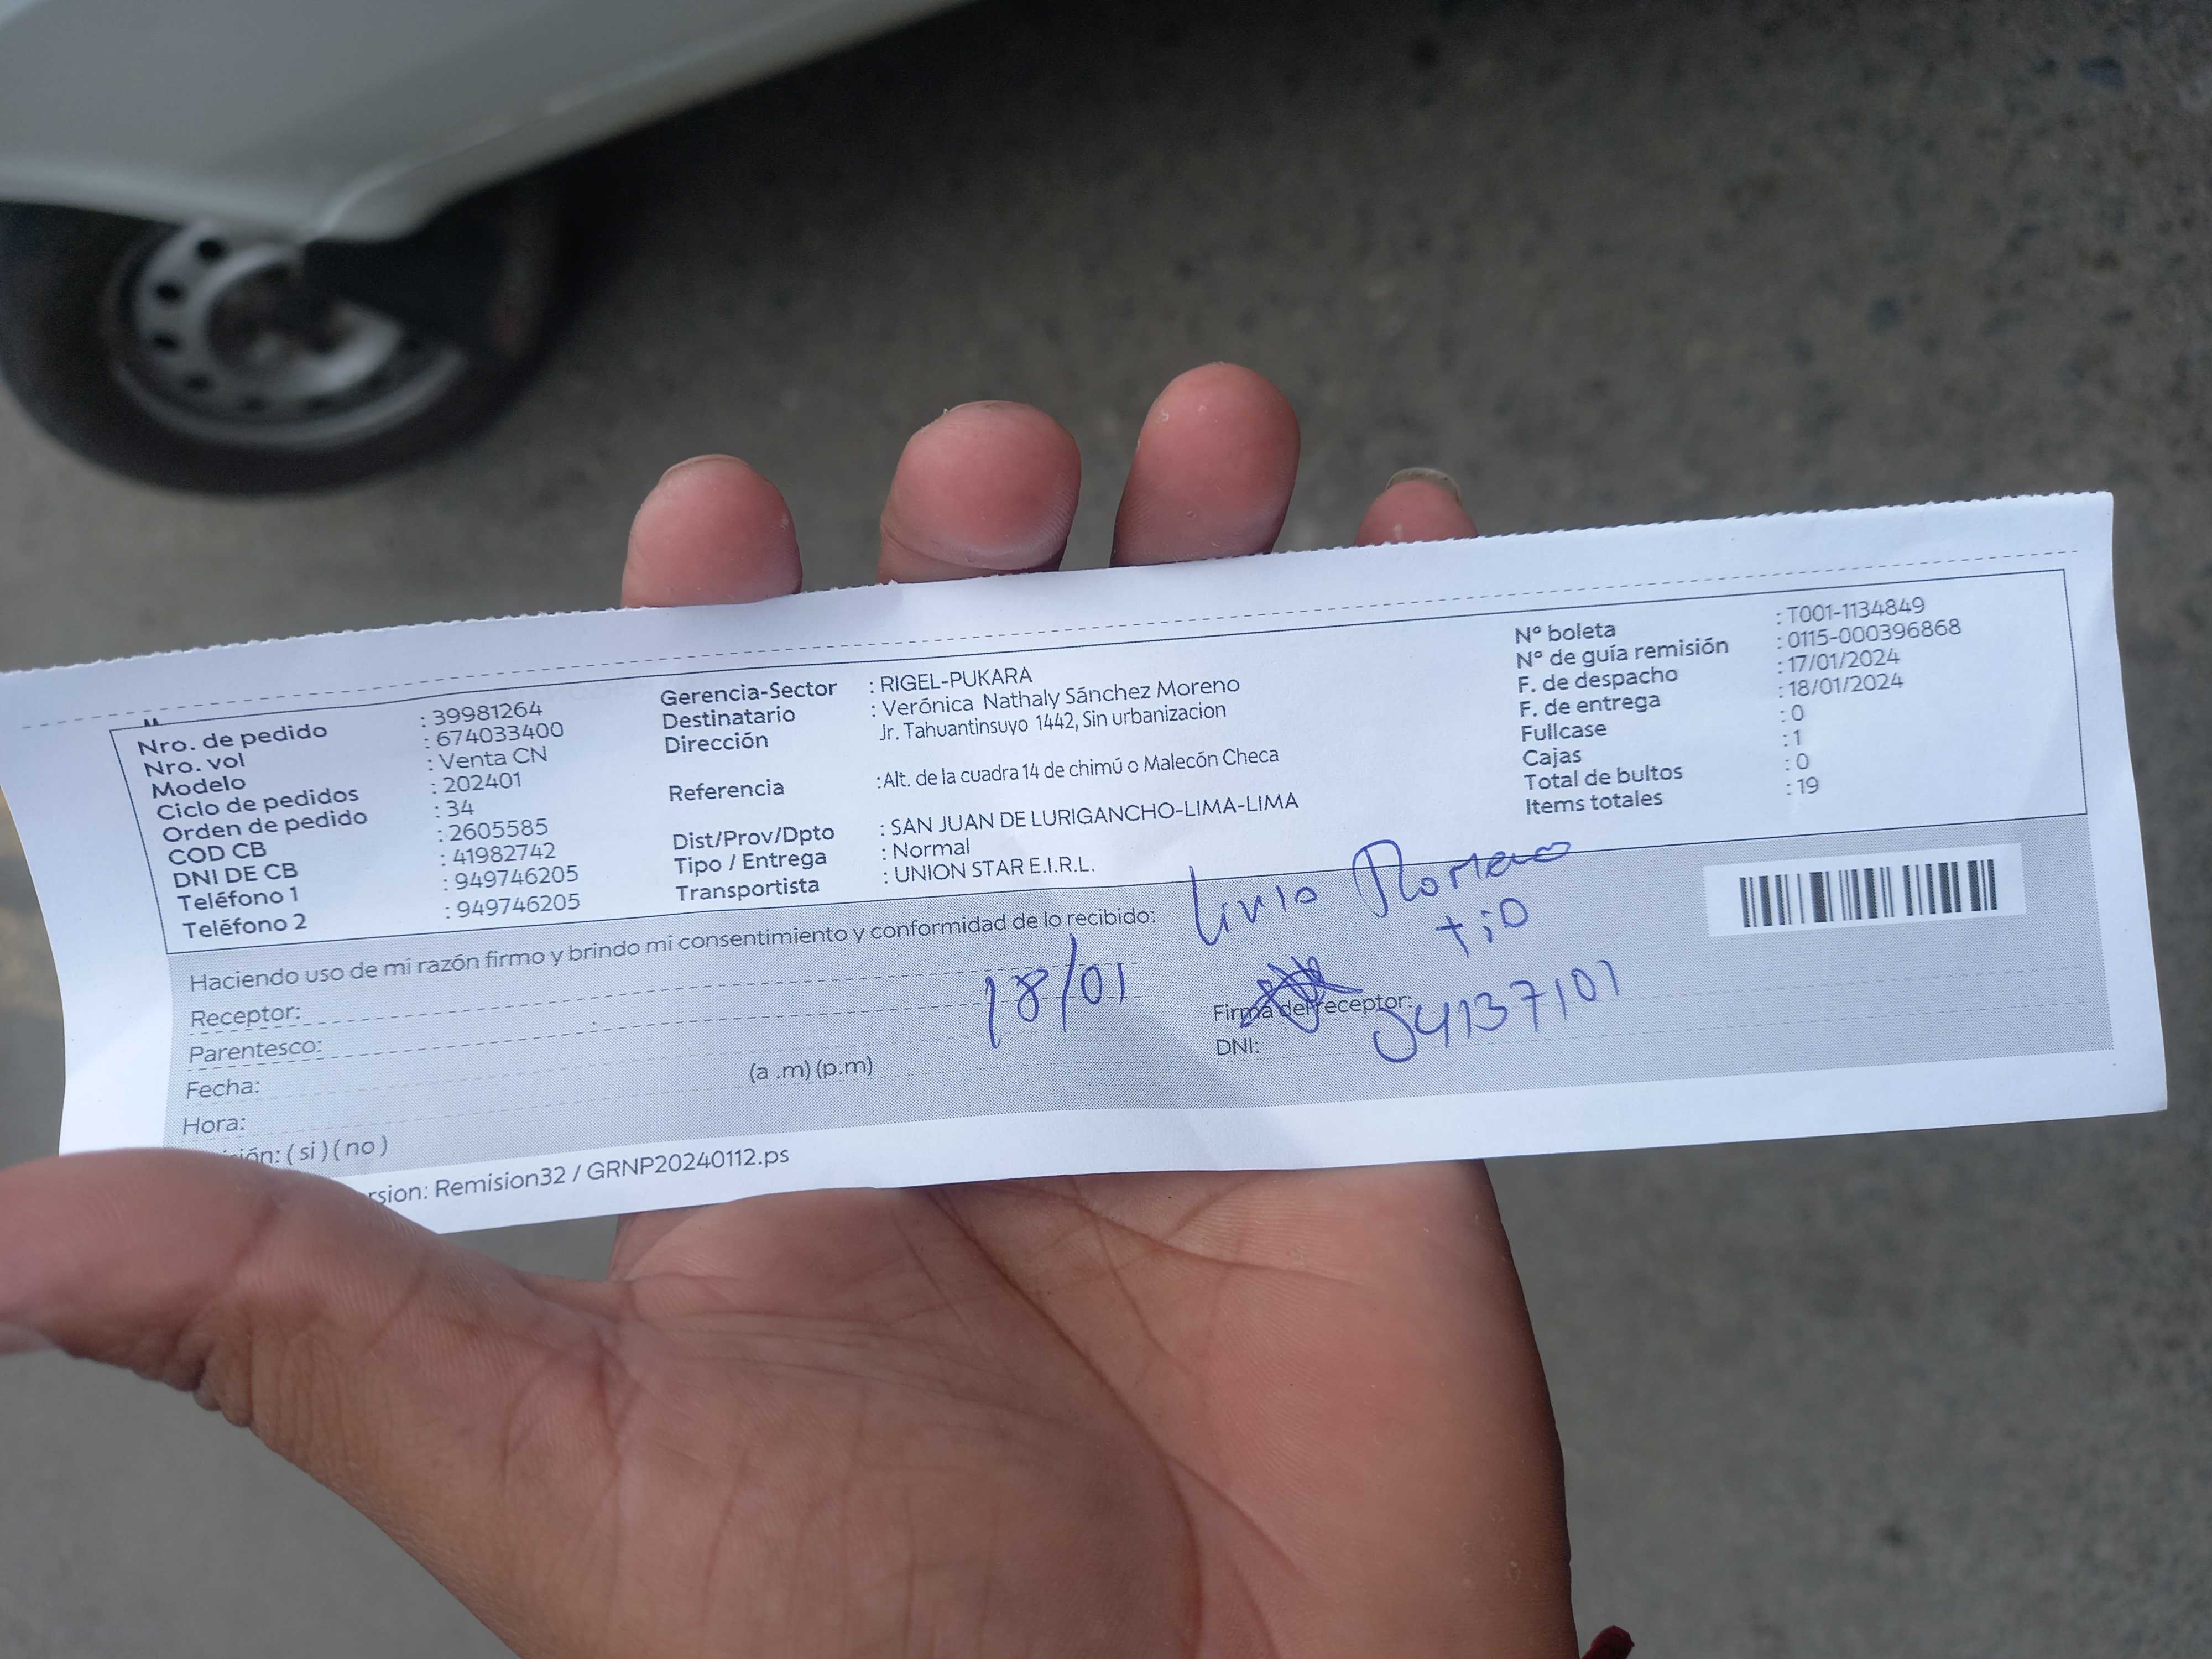 Nro. de pedido : 39981264
Nro. vol : 674033400
Modelo : Venta CN
Ciclo de pedidos : 202401
Orden de pedido : 34
COD CB : 2605585
DNI DE CB : 41982742
Teléfono 1 : 949746205
Teléfono 2 : 949746205
Gerencia-Sector : RIGEL-PUKARA
Destinatario : Verónica Nathaly Sánchez Moreno
Dirección Jr. Tahuantinsuyo 1442, Sin urbanizacion
Referencia : Alt. de la cuadra 14 de chimú o Malecón Checa
Dist/Prov/Dpto : SAN JUAN DE LURIGANCHO-LIMA-LIMA
Tipo / Entrega : Normal
Transportista : UNION STAR E.I.R.L.
Nº boleta : T001-1134849
Nº de guía remisión : 0115-000396868
F. de despacho : 17/01/2024
F. de entrega : 18/01/2024
Fullcase : 0
Cajas : 1
Total de bultos : 0
Items totales : 19
Haciendo uso de mi razón firmo y brindo mi consentimiento y conformidad de lo recibido:
Livio Moreno
tio
Receptor:
Parentesco:
18/01
Fecha:
Hora: (a .m) (p.m)
Firma del receptor:
DNI: 04137101
ión: ( si ) ( no )
rsion: Remision32 / GRNP20240112.ps